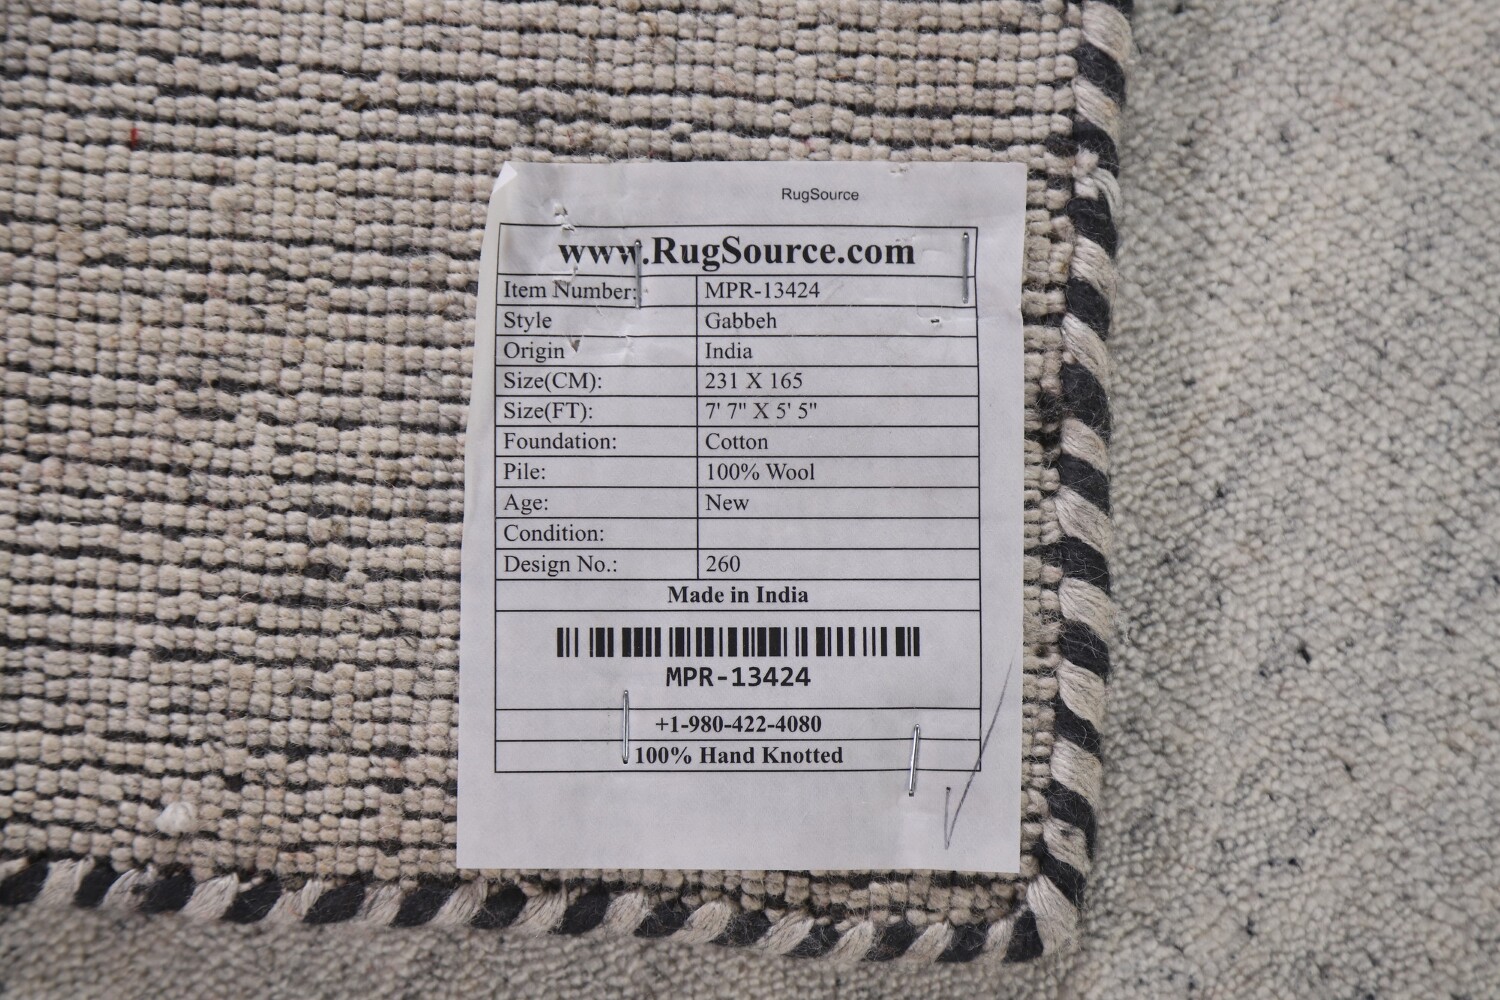 RugSource
www.RugSource.com
Item Number: MPR-13424
Style Gabbeh
Origin India
Size(CM): 231 X 165
Size(FT): 7' 7" X 5' 5"
Foundation: Cotton
Pile: 100% Wool
Age: New
Condition:
Design No.: 260
Made in India
MPR-13424
+1-980-422-4080
100% Hand Knotted